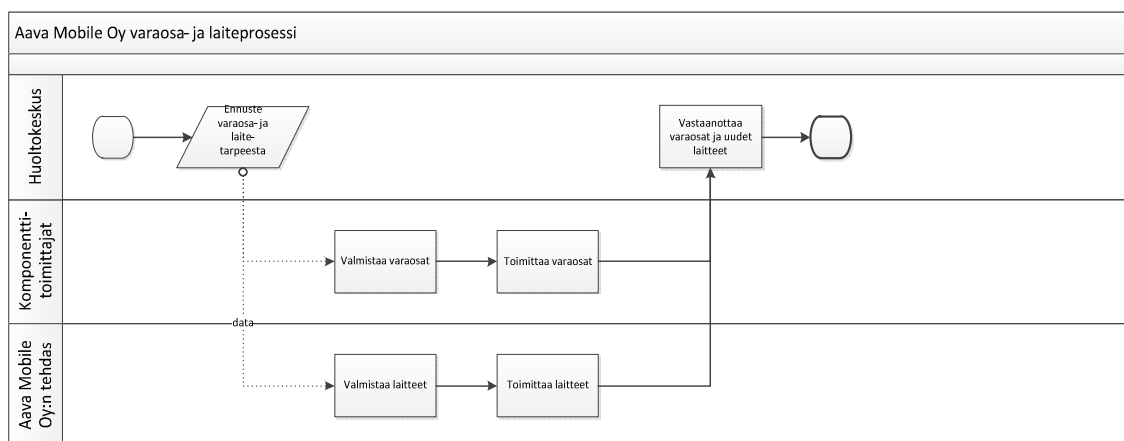 Aava Mobile Oy varaosa- ja laiteprosessi
Huoltokeskus
Ennuste
varaosa- ja
laite-
tarpeesta
Vastaanottaa
varaosat ja uudet
laitteet
Komponentti-
toimittajat
Valmistaa varaosat
Toimittaa varaosat
data
Aava Mobile
Oy:n tehdas
Valmistaa laitteet
Toimittaa laitteet